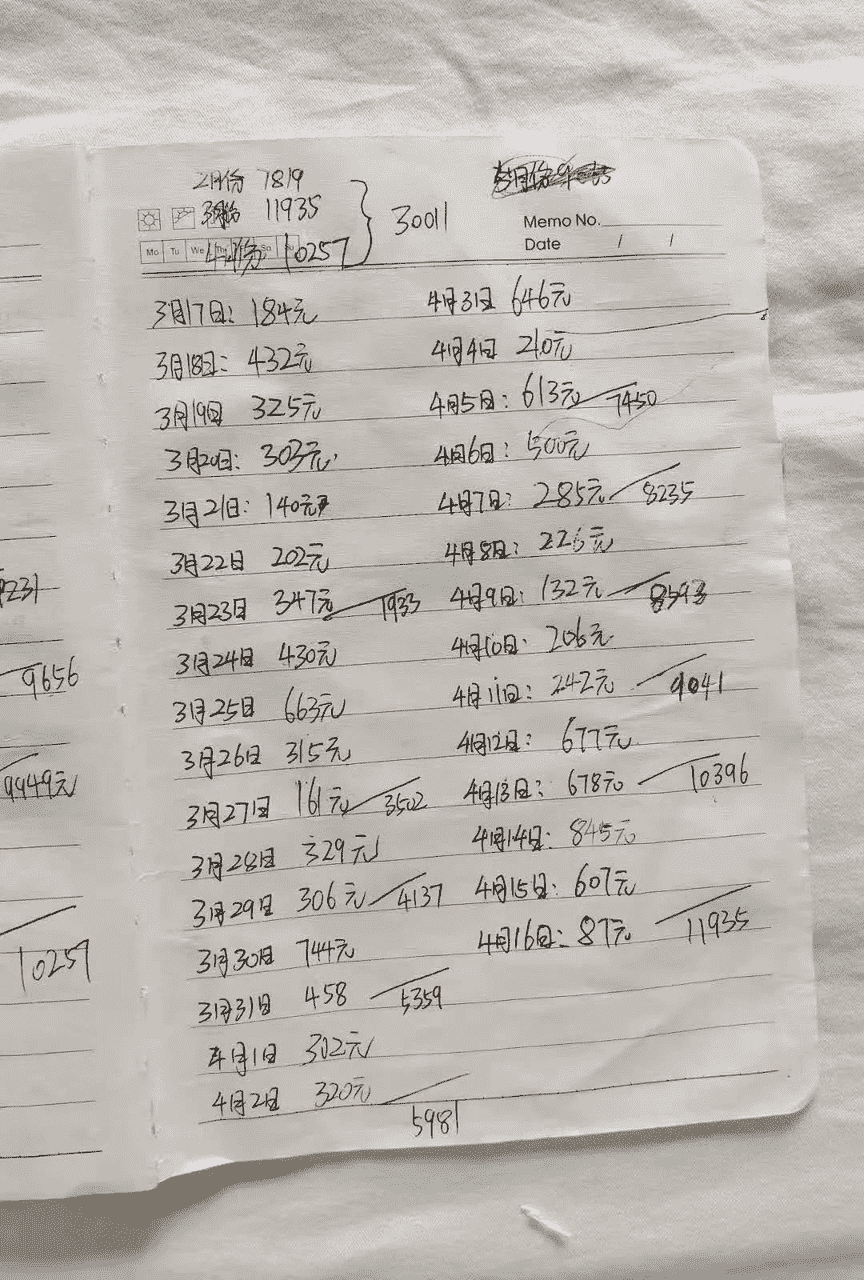 2月份 7819
3月份 11935
4月份 10257
30011
Memo No.
Date / /
Mo Tu We Th Sa Su
3月17日: 184元
3月18日: 432元
3月19日 325元
3月20日: 303元
3月21日: 140元
3月22日 202元
3月23日 347元 1933
3月24日 430元
3月25日 663元
3月26日 315元
3月27日 161元 3502
3月28日 329元
3月29日 306元 4137
3月30日 744元
3月31日 458 5359
4月1日 302元
4月2日 320元
5981
4月3日 646元
4月4日 210元
4月5日: 613元 7450
4月6日: 500元
4月7日: 285元 8235
4月8日: 226元
4月9日: 132元 8593
4月10日: 206元
4月11日: 242元 9041
4月12日: 677元
4月13日: 678元 10396
4月14日: 845元
4月15日: 607元
4月16日: 87元 11935
9231
9656
9949元
10257